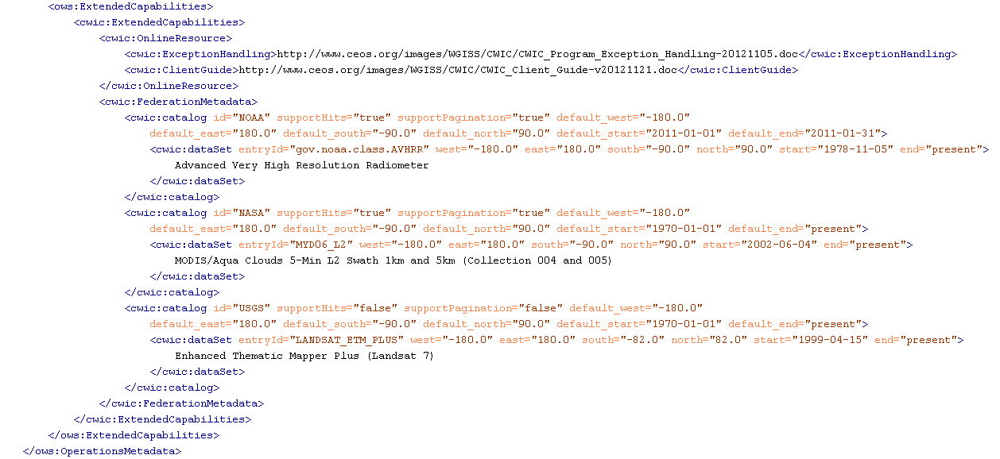 <ows:ExtendedCapabilities>
<cwic:ExtendedCapabilities>
<cwic:OnlineResource>
<cwic:ExceptionHandling>http://www.ceos.org/images/WGISS/CWIC/CWIC_Program_Exception_Handling-20121105.doc</cwic:ExceptionHandling>
<cwic:ClientGuide>http://www.ceos.org/images/WGISS/CWIC/CWIC_Client_Guide-v20121121.doc</cwic:ClientGuide>
</cwic:OnlineResource>
<cwic:FederationMetadata>
<cwic:catalog id="NOAA" supportHits="true" supportPagination="true" default_west="-180.0"
default_east="180.0" default_south="-90.0" default_north="90.0" default_start="2011-01-01" default_end="2011-01-31">
<cwic:dataSet entryId="gov.noaa.class.AVHRR" west="-180.0" east="180.0" south="-90.0" north="90.0" start="1978-11-05" end="present">
Advanced Very High Resolution Radiometer
</cwic:dataSet>
</cwic:catalog>
<cwic:catalog id="NASA" supportHits="true" supportPagination="true" default_west="-180.0"
default_east="180.0" default_south="-90.0" default_north="90.0" default_start="1970-01-01" default_end="present">
<cwic:dataSet entryId="MYD06_L2" west="-180.0" east="180.0" south="-90.0" north="90.0" start="2002-06-04" end="present">
MODIS/Aqua Clouds 5-Min L2 Swath 1km and 5km (Collection 004 and 005)
</cwic:dataSet>
</cwic:catalog>
<cwic:catalog id="USGS" supportHits="false" supportPagination="false" default_west="-180.0"
default_east="180.0" default_south="-90.0" default_north="90.0" default_start="1970-01-01" default_end="present">
<cwic:dataSet entryId="LANDSAT_ETM_PLUS" west="-180.0" east="180.0" south="-82.0" north="82.0" start="1999-04-15" end="present">
Enhanced Thematic Mapper Plus (Landsat 7)
</cwic:dataSet>
</cwic:catalog>
</cwic:FederationMetadata>
</cwic:ExtendedCapabilities>
</ows:ExtendedCapabilities>
</ows:OperationsMetadata>